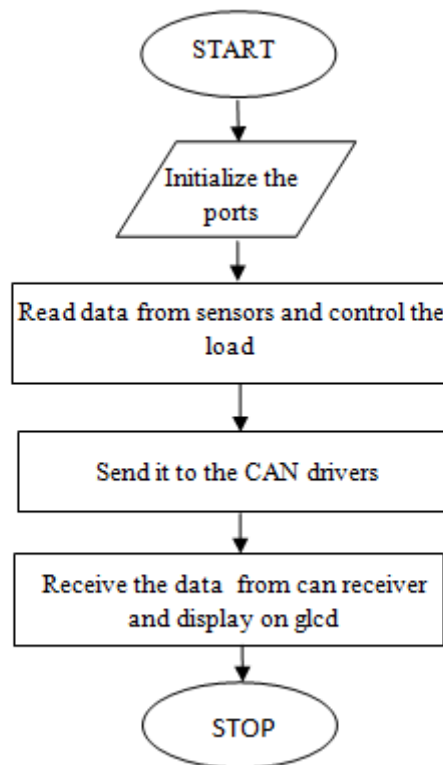 START
Initialize the
ports
Read data from sensors and control the
load
Send it to the CAN drivers
Receive the data from can receiver
and display on glcd
STOP